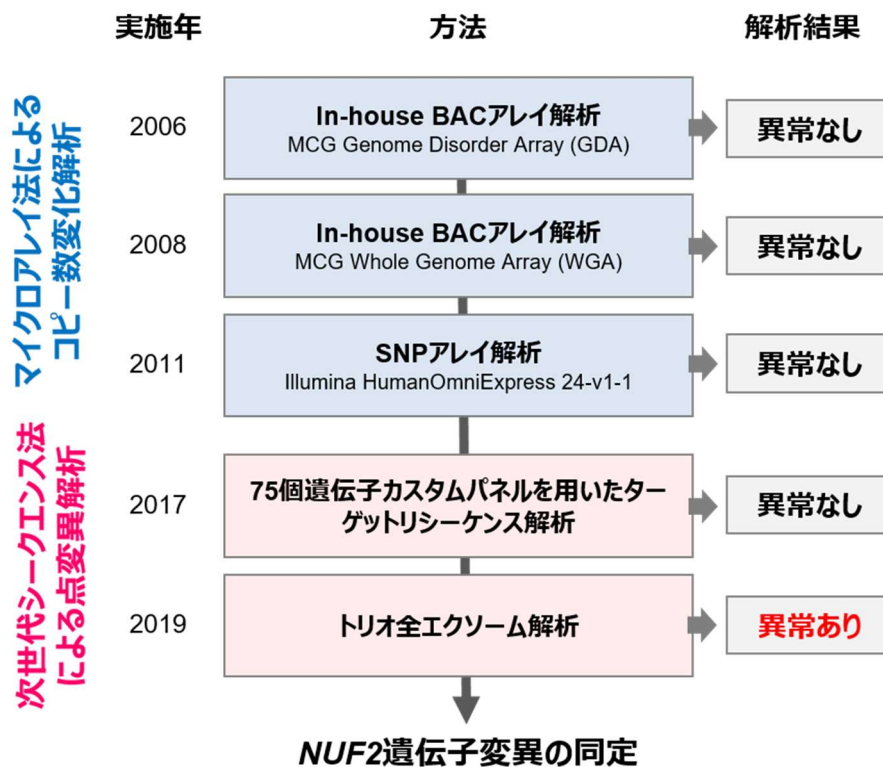 実施年 方法 解析結果
マイクロアレイ法による
コピー数変化解析
2006
In-house BACアレイ解析
MCG Genome Disorder Array (GDA)
異常なし
2008
In-house BACアレイ解析
MCG Whole Genome Array (WGA)
異常なし
2011
SNPアレイ解析
Illumina HumanOmniExpress 24-v1-1
異常なし
次世代シークエンス法
による点変異解析
2017
75個遺伝子カスタムパネルを用いたター
ゲットリシーケンス解析
異常なし
2019
トリオ全エクソーム解析
異常あり
NUF2遺伝子変異の同定